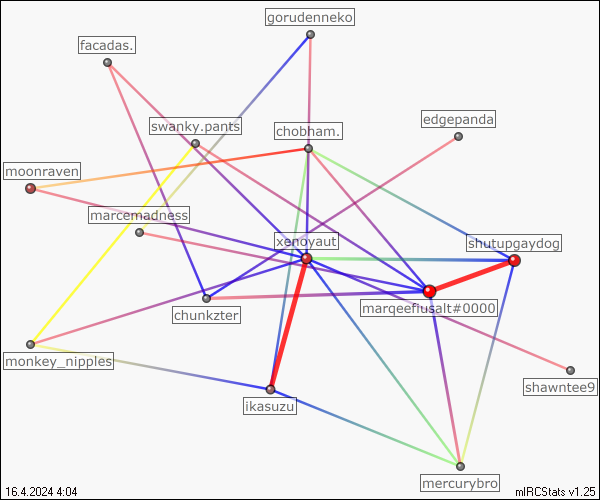 gorudenneko
facadas.
edgepanda
swanky.pants
chobham.
moonraven
marcemadness
xenoyaut
shutupgaydog
marqeeflusalt#0000
chunkzter
monkey_nipples
shawntee9
ikasuzu
mercurybro
16.4.2024 4:04
mIRCStats v1.25